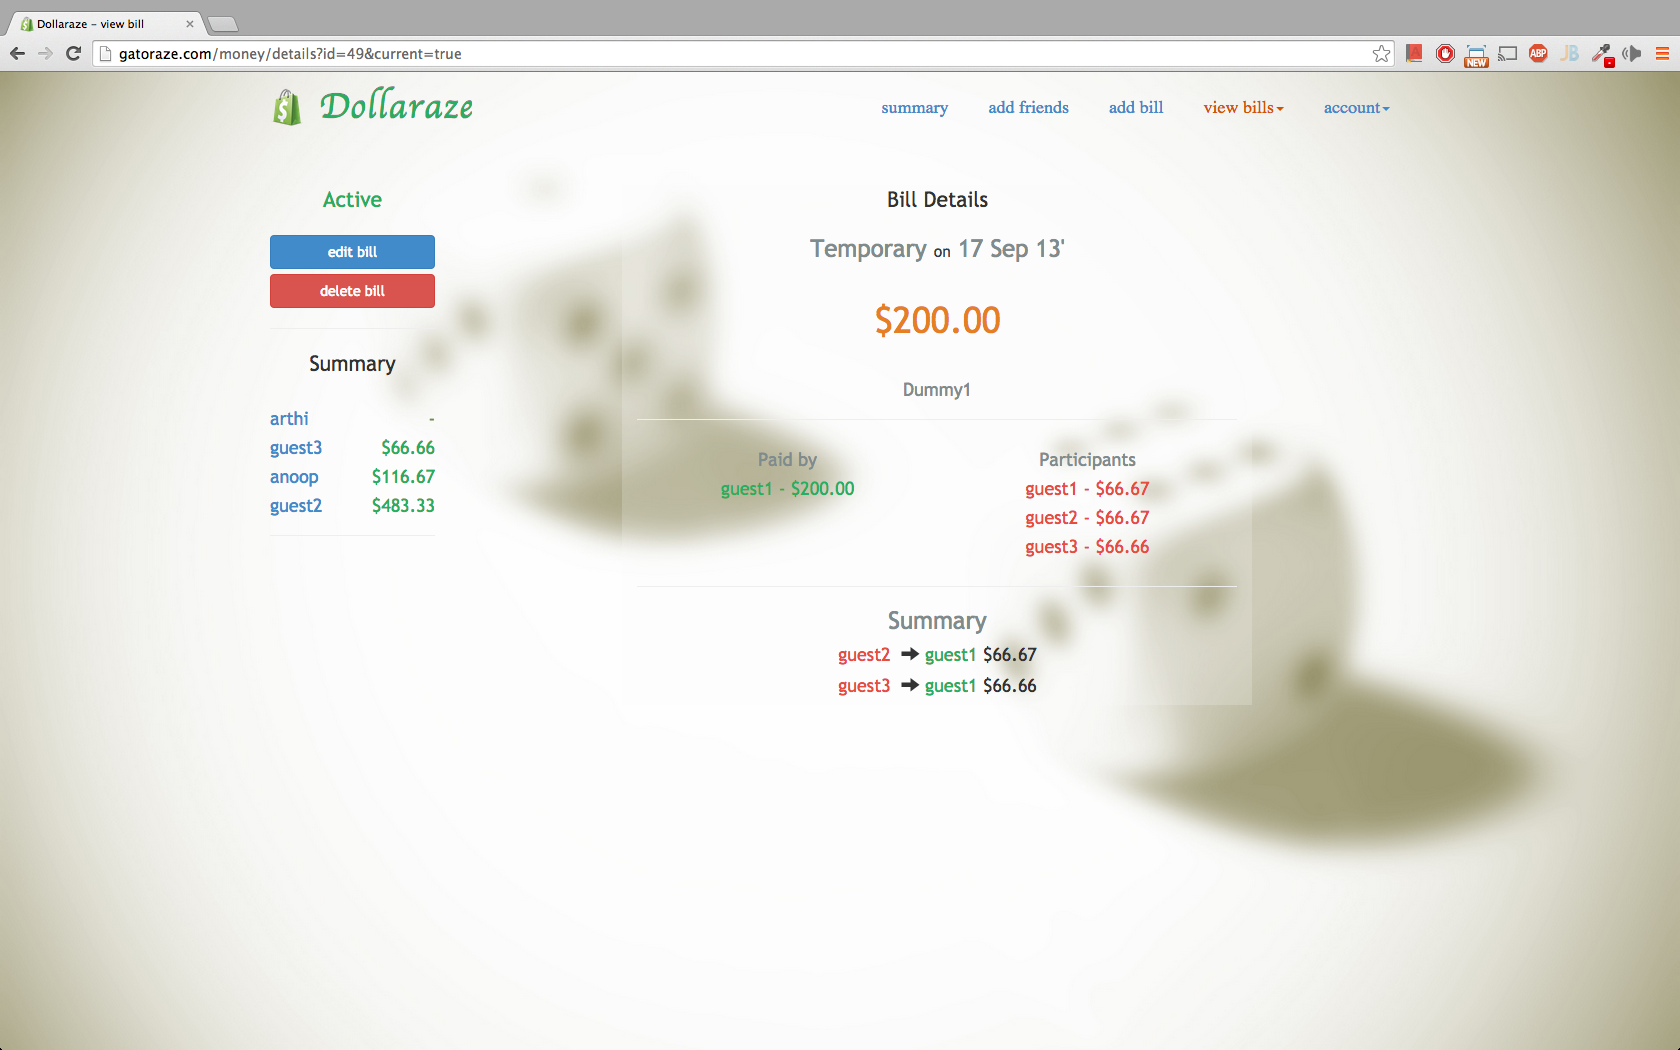 Dollaraze – view bill
gatoraze.com/money/details?id=49&current=true
NEW
ABP
JB
Dollaraze
summary
add friends
add bill
view bills
account
Active
edit bill
delete bill
Summary
arthi -
guest3 $66.66
anoop $116.67
guest2 $483.33
Bill Details
Temporary on 17 Sep 13'
$200.00
Dummy1
Paid by
guest1 - $200.00
Participants
guest1 - $66.67
guest2 - $66.67
guest3 - $66.66
Summary
guest2 ➡ guest1 $66.67
guest3 ➡ guest1 $66.66